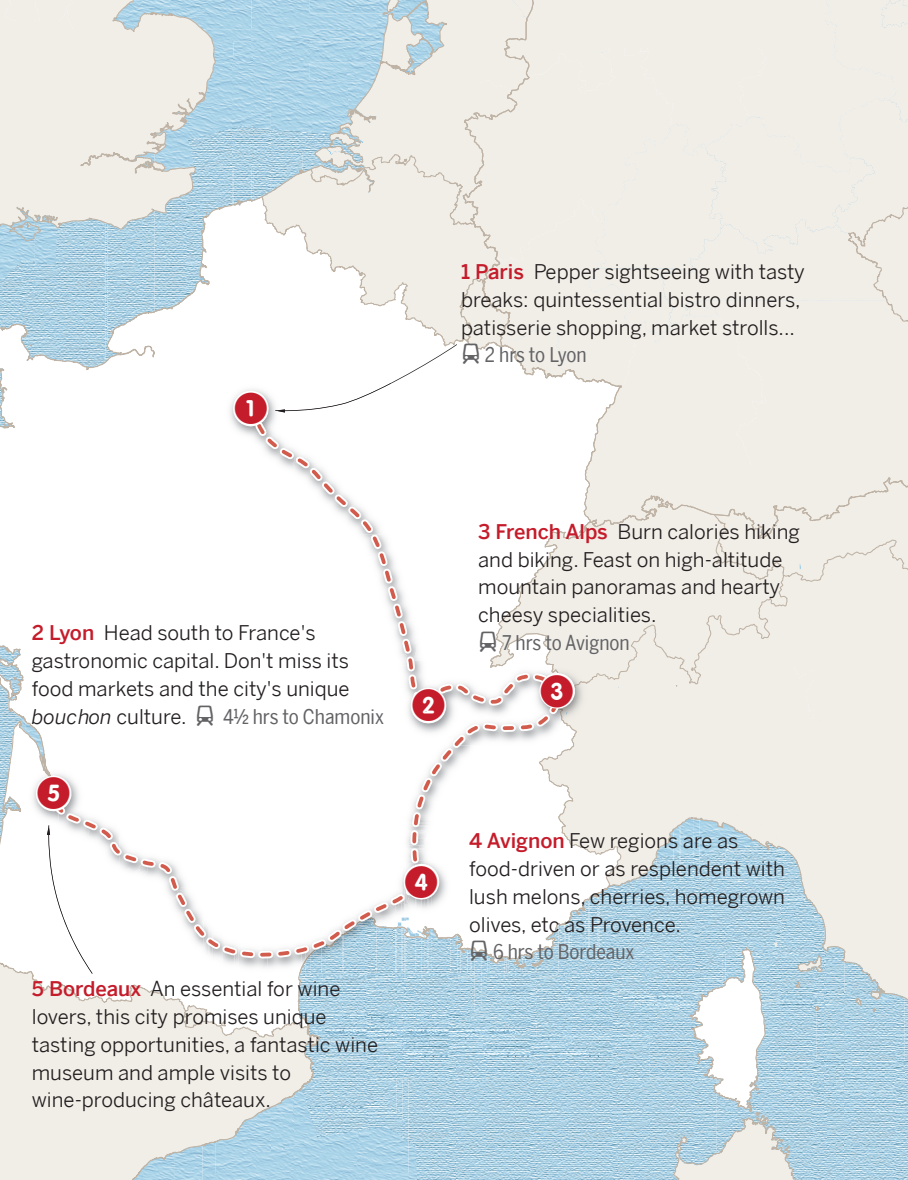 1 Paris Pepper sightseeing with tasty
breaks: quintessential bistro dinners,
patisserie shopping, market strolls...
2 hrs to Lyon
1
3 French Alps Burn calories hiking
and biking. Feast on high-altitude
mountain panoramas and hearty
cheesy specialities.
7 hrs to Avignon
2 Lyon Head south to France's
gastronomic capital. Don't miss its
food markets and the city's unique
bouchon culture. 4½ hrs to Chamonix
2
3
5
4 Avignon Few regions are as
food-driven or as resplendent with
lush melons, cherries, homegrown
olives, etc as Provence.
6 hrs to Bordeaux
4
5 Bordeaux An essential for wine
lovers, this city promises unique
tasting opportunities, a fantastic wine
museum and ample visits to
wine-producing châteaux.